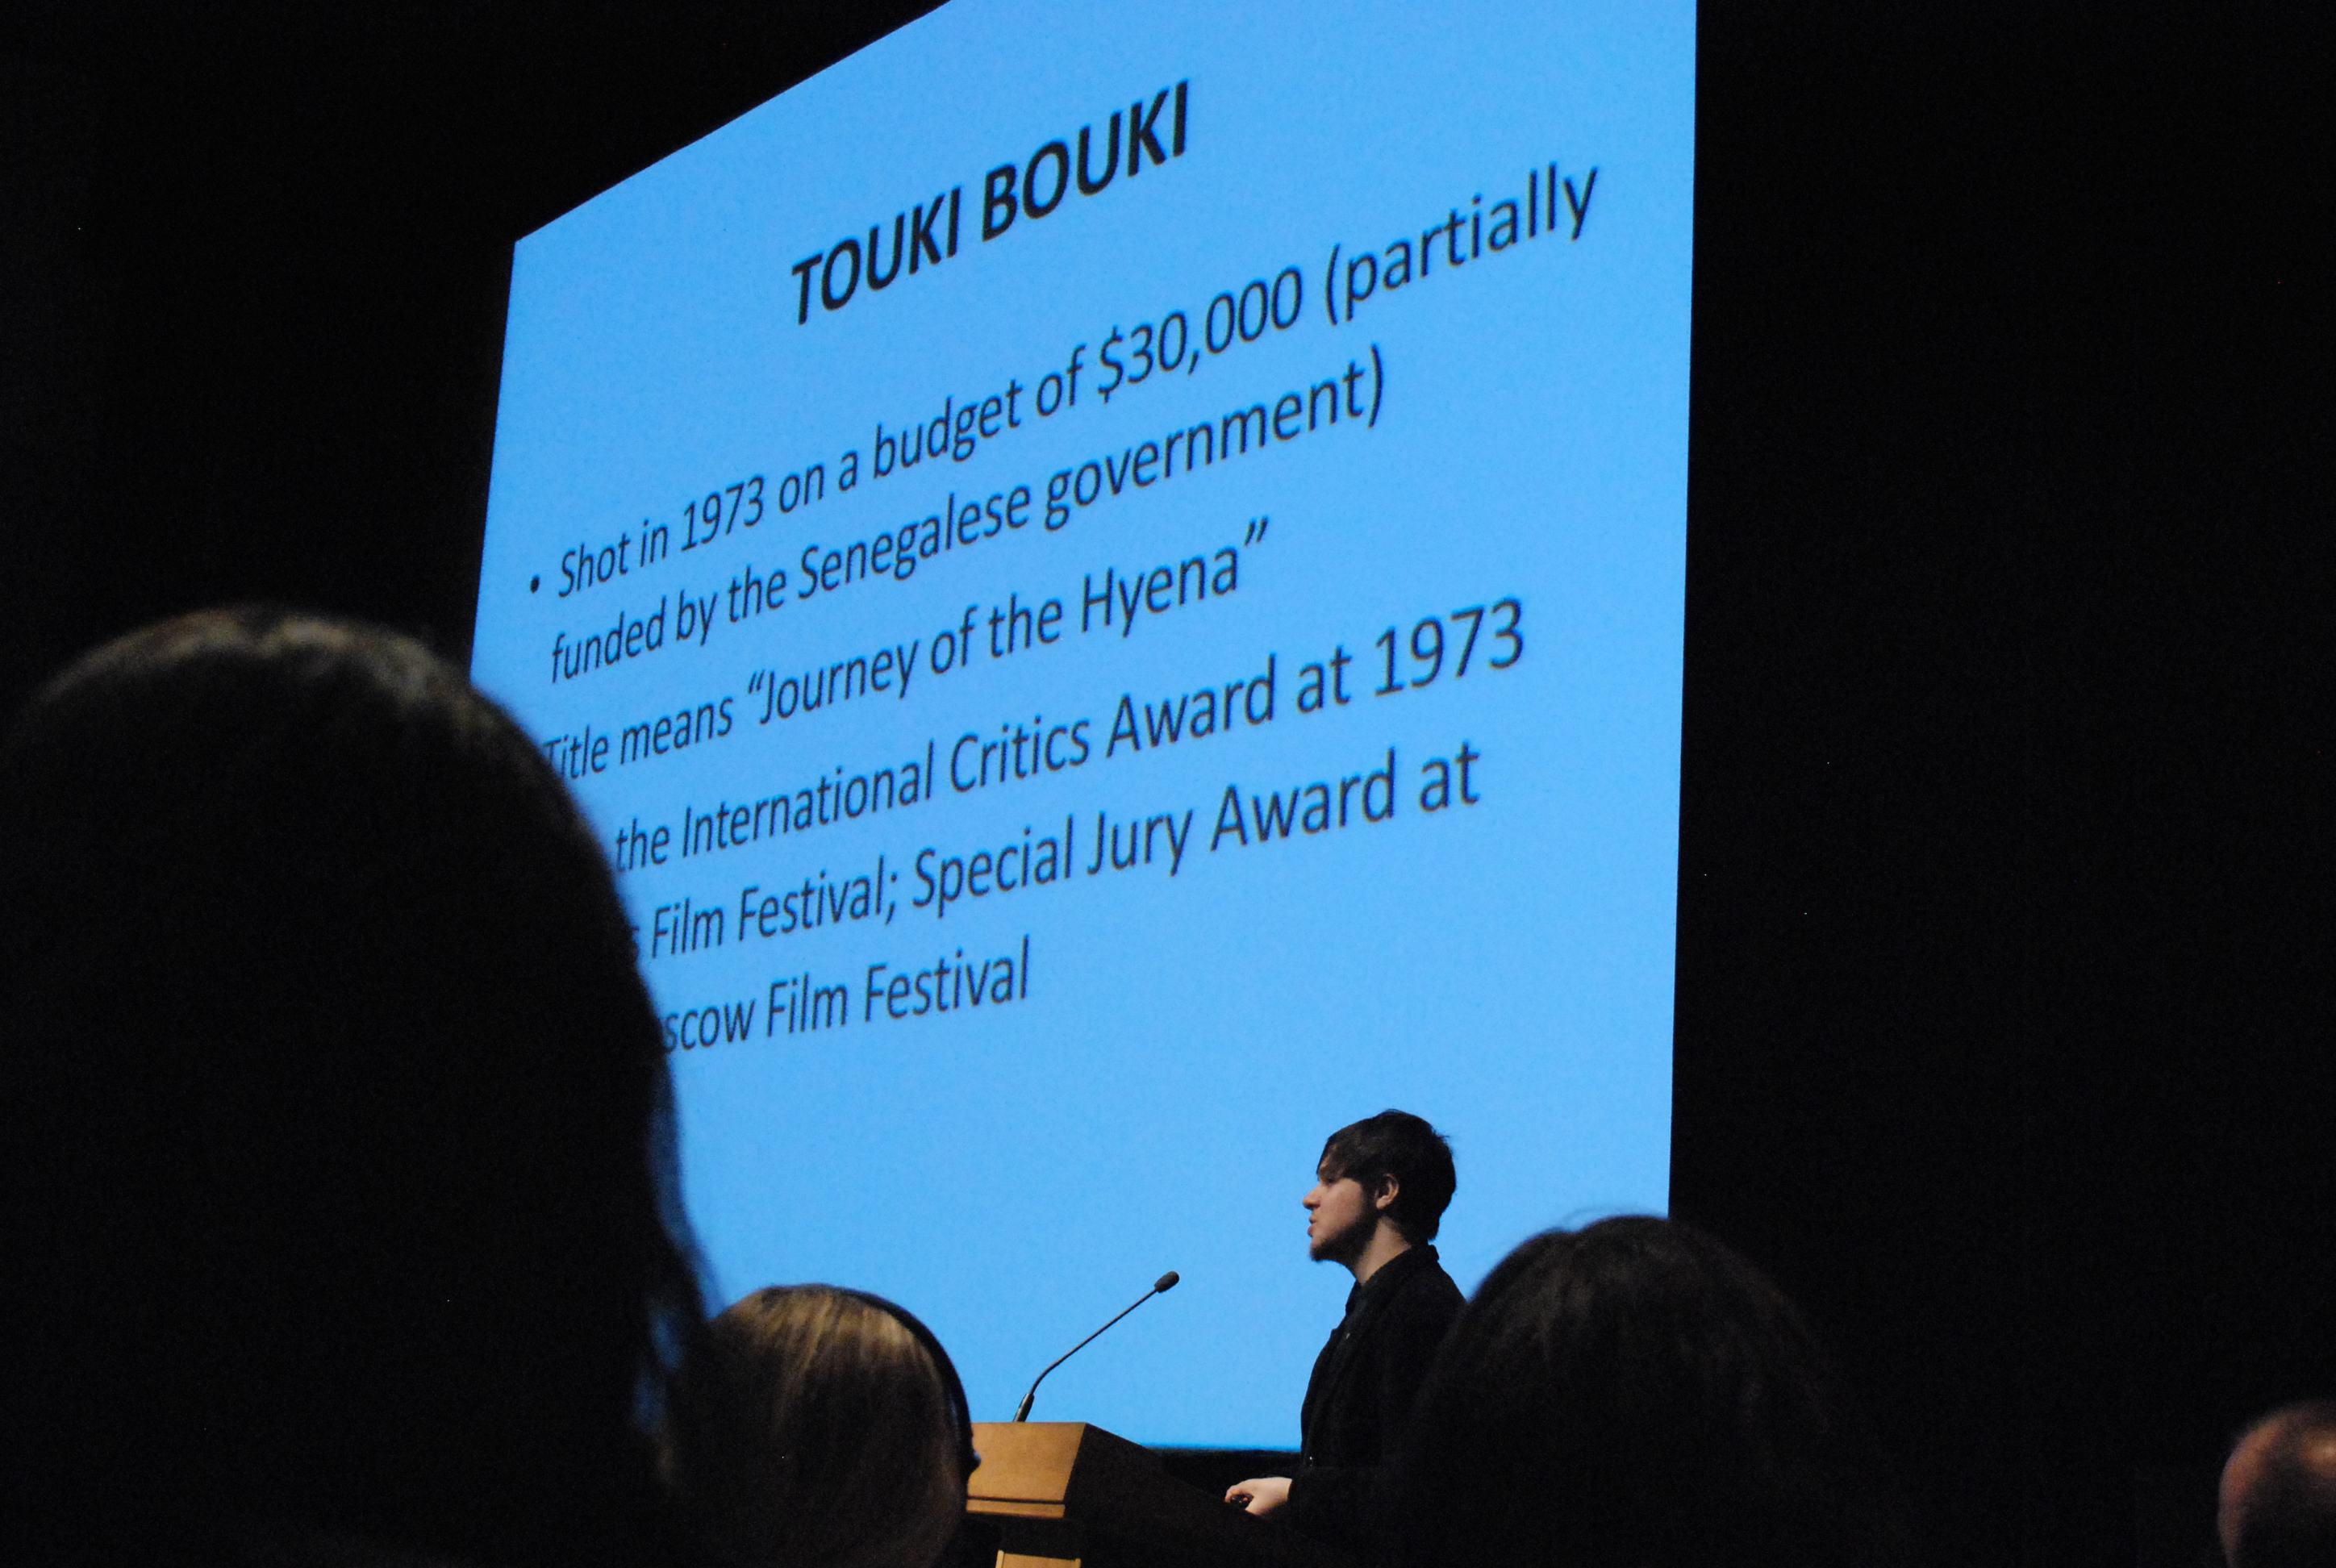 TOUKI BOUKI
• Shot in 1973 on a budget of $30,000 (partially
funded by the Senegalese government)
Title means “Journey of the Hyena”
the International Critics Award at 1973
Film Festival; Special Jury Award at
Film Festival